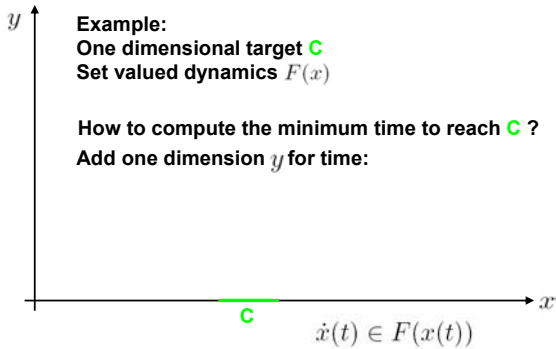 y
Example:
One dimensional target C
Set valued dynamics F(x)
How to compute the minimum time to reach C ?
Add one dimension y for time:
x
C
ẋ(t) ∈ F(x(t))